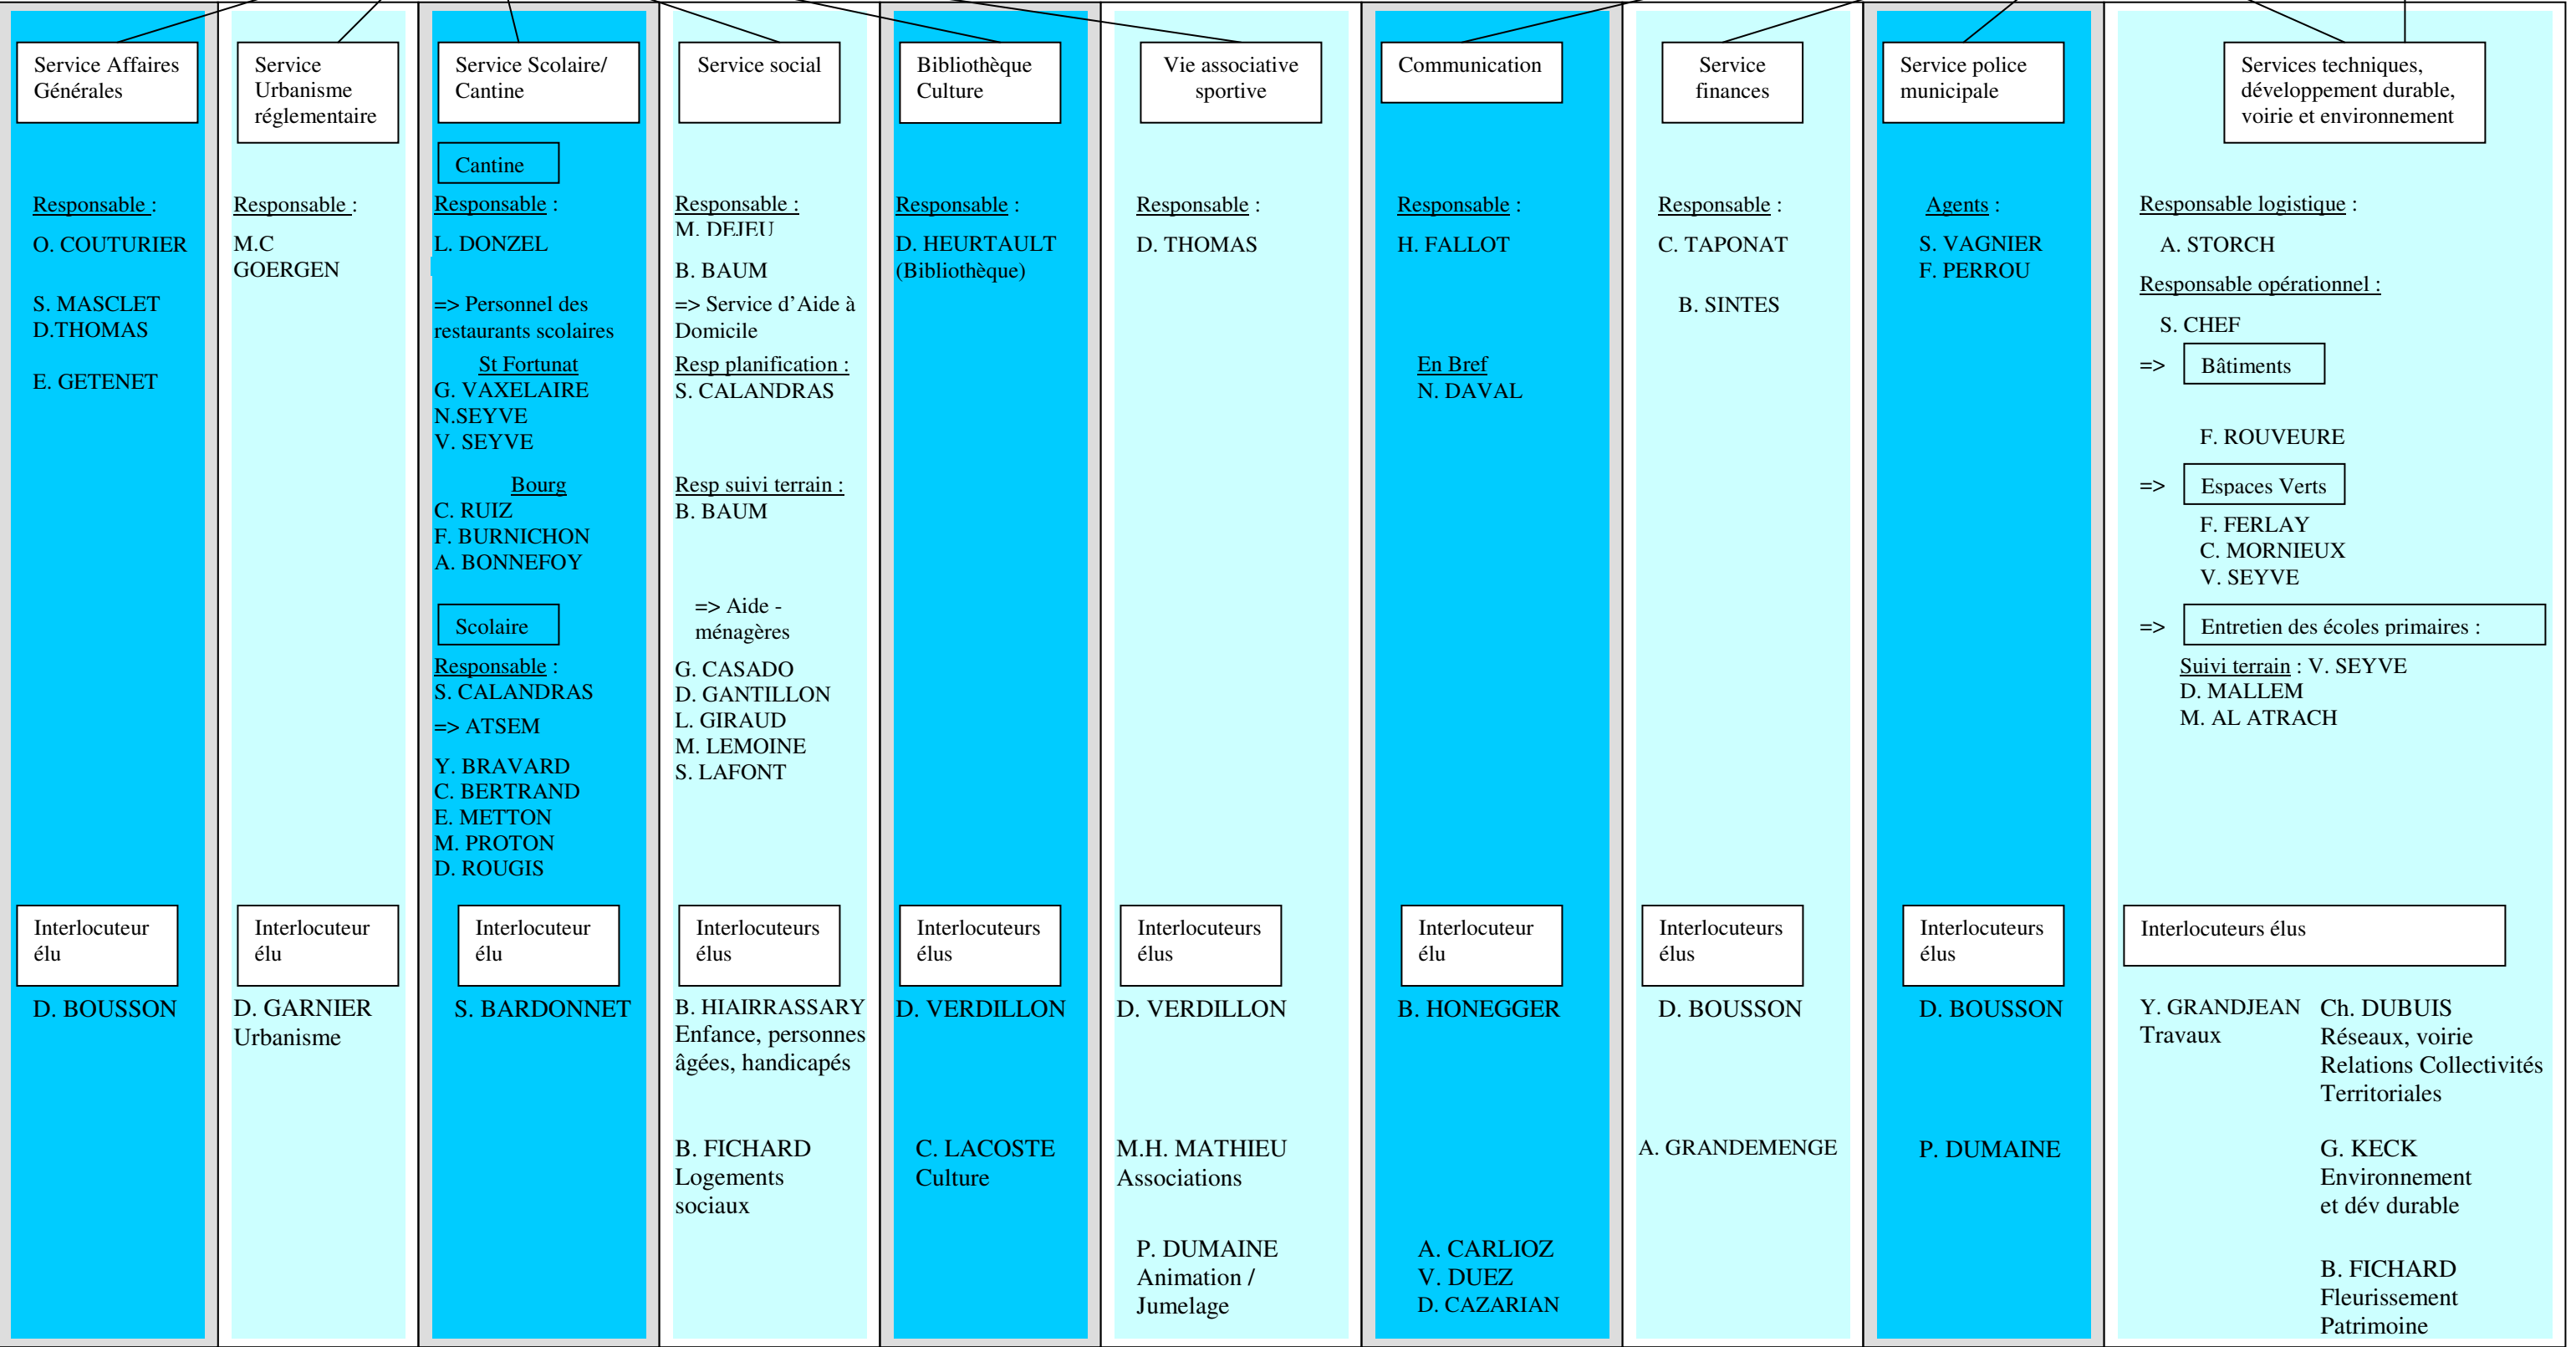 Service Affaires
Générales
Responsable :
O. COUTURIER
S. MASCLET
D.THOMAS
E. GETENET
Interlocuteur
élu
D. BOUSSON
Service
Urbanisme
réglementaire
Responsable :
M.C
GOERGEN
Interlocuteur
élu
D. GARNIER
Urbanisme
Service Scolaire/
Cantine
Cantine
Responsable :
L. DONZEL
=> Personnel des
restaurants scolaires
St Fortunat
G. VAXELAIRE
N.SEYVE
V. SEYVE
Bourg
C. RUIZ
F. BURNICHON
A. BONNEFOY
Scolaire
Responsable :
S. CALANDRAS
=> ATSEM
Y. BRAVARD
C. BERTRAND
E. METTON
M. PROTON
D. ROUGIS
Interlocuteur
élu
S. BARDONNET
Service social
Responsable :
M. DEJEU
B. BAUM
=> Service d'Aide à
Domicile
Resp planification :
S. CALANDRAS
Resp suivi terrain :
B. BAUM
=> Aide -
ménagères
G. CASADO
D. GANTILLON
L. GIRAUD
M. LEMOINE
S. LAFONT
Interlocuteurs
élus
B. HIAIRRASSARY
Enfance, personnes
âgées, handicapés
B. FICHARD
Logements
sociaux
Bibliothèque
Culture
Responsable :
D. HEURTAULT
(Bibliothèque)
Interlocuteurs
élus
D. VERDILLON
C. LACOSTE
Culture
Vie associative
sportive
Responsable :
D. THOMAS
Interlocuteurs
élus
D. VERDILLON
M.H. MATHIEU
Associations
P. DUMAINE
Animation /
Jumelage
Communication
Responsable :
H. FALLOT
En Bref
N. DAVAL
Interlocuteur
élu
B. HONEGGER
A. CARLIOZ
V. DUEZ
D. CAZARIAN
Service
finances
Responsable :
C. TAPONAT
B. SINTES
Interlocuteurs
élus
D. BOUSSON
A. GRANDEMENGE
Service police
municipale
Agents :
S. VAGNIER
F. PERROU
Interlocuteurs
élus
D. BOUSSON
P. DUMAINE
Services techniques,
développement durable,
voirie et environnement
Responsable logistique :
A. STORCH
Responsable opérationnel :
S. CHEF
=> Bâtiments
F. ROUVEURE
=> Espaces Verts
F. FERLAY
C. MORNIEUX
V. SEYVE
=> Entretien des écoles primaires :
Suivi terrain : V. SEYVE
D. MALLEM
M. AL ATRACH
Interlocuteurs élus
Y. GRANDJEAN
Travaux
Ch. DUBUIS
Réseaux, voirie
Relations Collectivités
Territoriales
G. KECK
Environnement
et dév durable
B. FICHARD
Fleurissement
Patrimoine